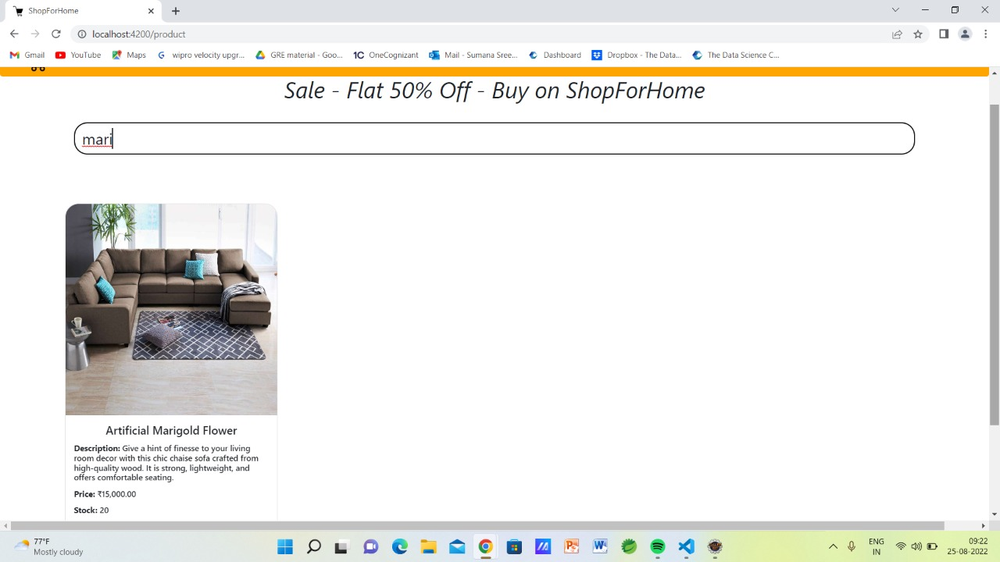 ShopForHome
localhost:4200/product
Gmail YouTube Maps wipro velocity upgr... GRE material - Goo... 1C OneCognizant Mail - Sumana Sree... Dashboard Dropbox - The Data... The Data Science C...
Sale - Flat 50% Off - Buy on ShopForHome
mari
Artificial Marigold Flower
Description: Give a hint of finesse to your living
room decor with this chic chaise sofa crafted from
high-quality wood. It is strong, lightweight, and
offers comfortable seating.
Price: ₹15,000.00
Stock: 20
77°F
Mostly cloudy
ENG
IN
09:22
25-08-2022